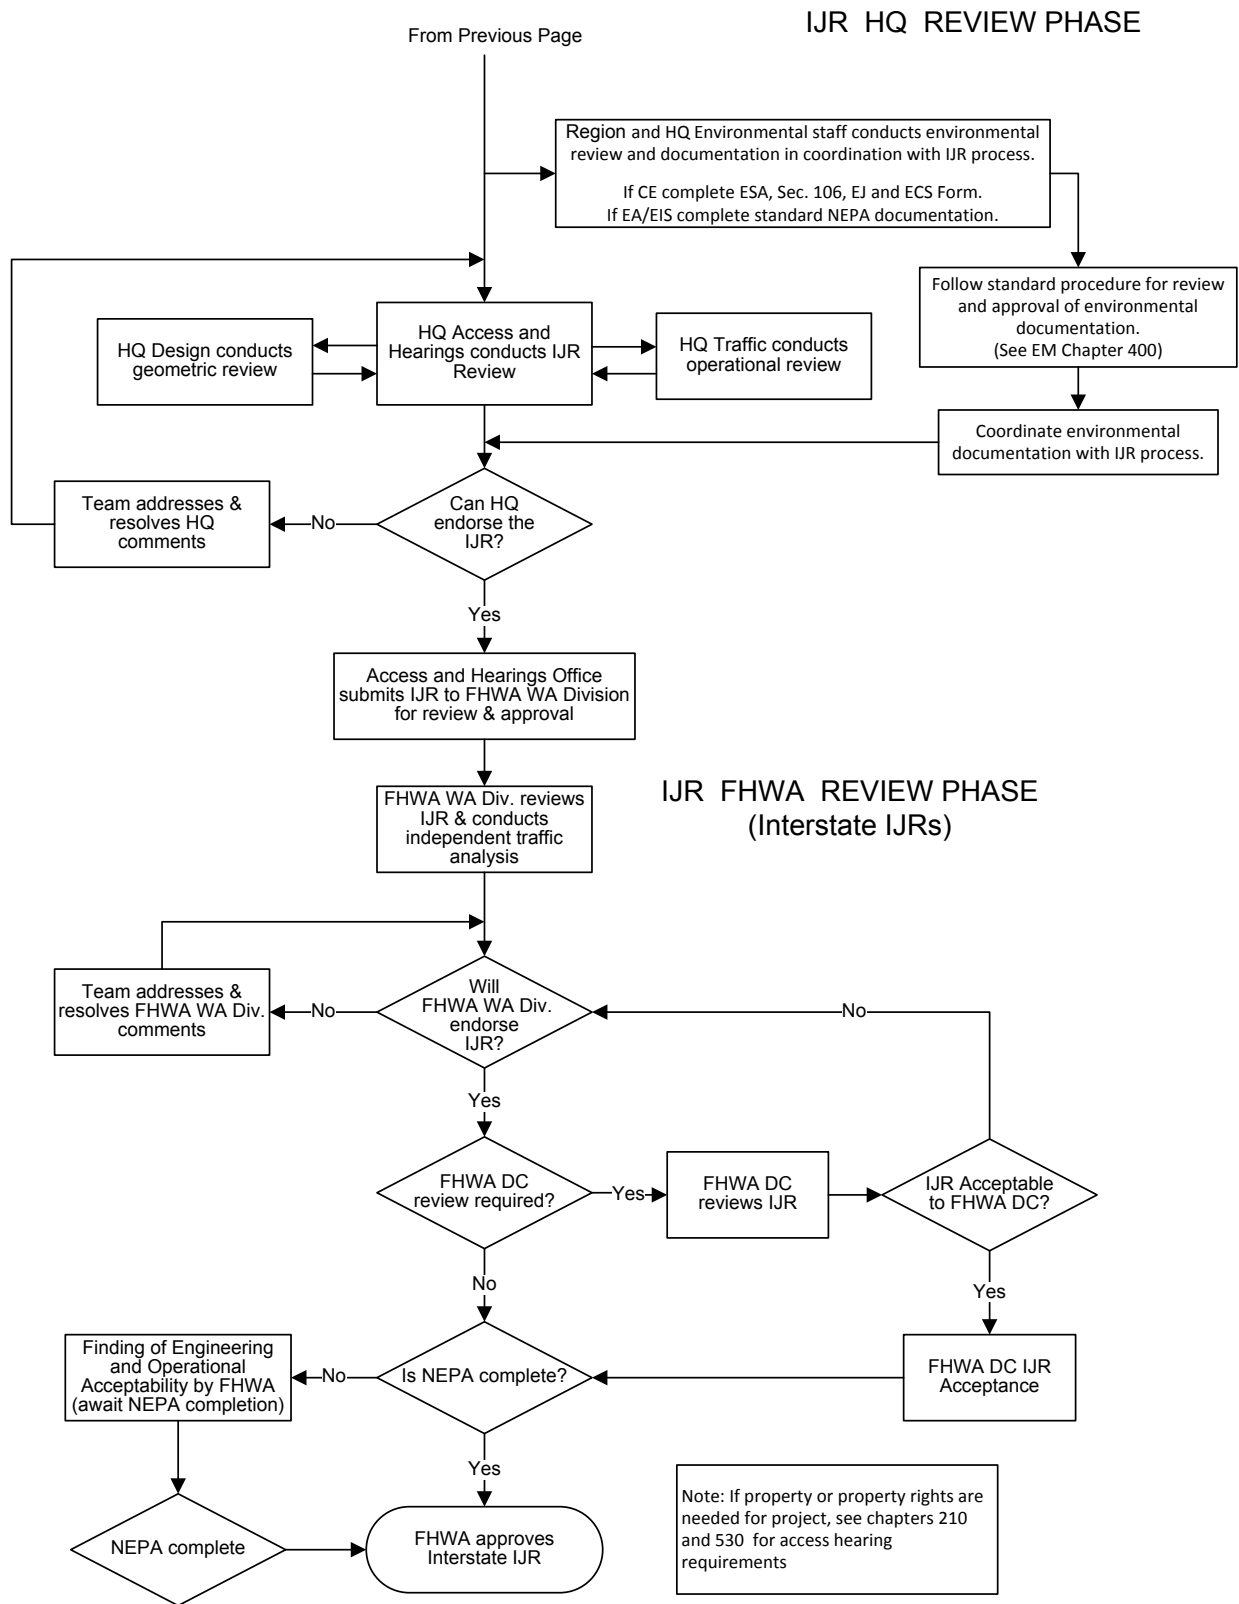 IJR HQ REVIEW PHASE
From Previous Page
Region and HQ Environmental staff conducts environmental
review and documentation in coordination with IJR process.
If CE complete ESA, Sec. 106, EJ and ECS Form.
If EA/EIS complete standard NEPA documentation.
Follow standard procedure for review
and approval of environmental
documentation.
(See EM Chapter 400)
HQ Design conducts
geometric review
HQ Access and
Hearings conducts IJR
Review
HQ Traffic conducts
operational review
Coordinate environmental
documentation with IJR process.
Team addresses &
resolves HQ
comments
No
Can HQ
endorse the
IJR?
Yes
Access and Hearings Office
submits IJR to FHWA WA Division
for review & approval
IJR FHWA REVIEW PHASE
(Interstate IJRs)
FHWA WA Div. reviews
IJR & conducts
independent traffic
analysis
Team addresses &
resolves FHWA WA Div.
comments
No
Will
FHWA WA Div.
endorse
IJR?
No
Yes
FHWA DC
review required?
Yes
FHWA DC
reviews IJR
IJR Acceptable
to FHWA DC?
No
Yes
Finding of Engineering
and Operational
Acceptability by FHWA
(await NEPA completion)
No
Is NEPA complete?
FHWA DC IJR
Acceptance
Yes
NEPA complete
FHWA approves
Interstate IJR
Note: If property or property rights are
needed for project, see chapters 210
and 530 for access hearing
requirements